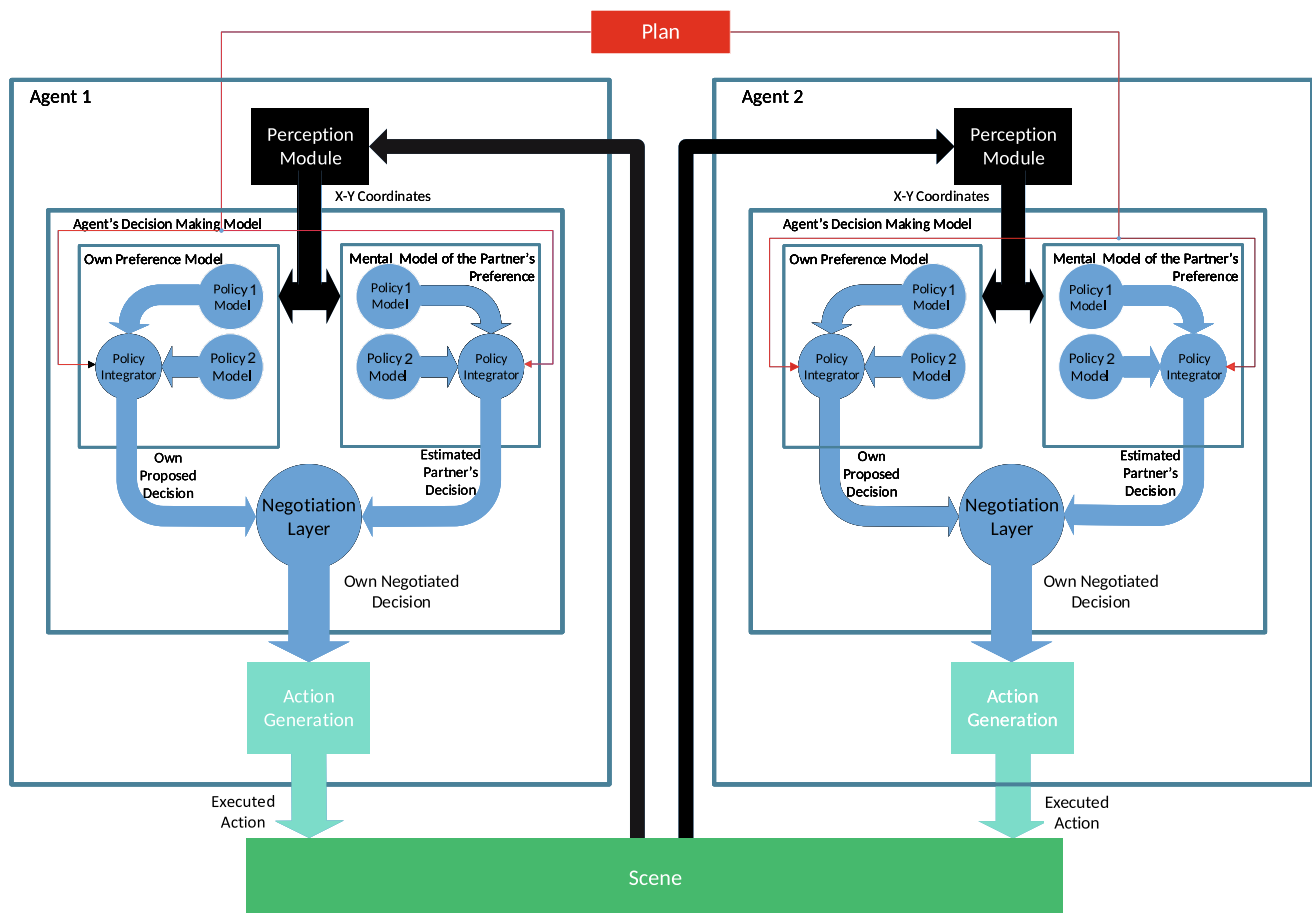 Plan
Agent 1
Perception
Module
X-Y Coordinates
Agent's Decision Making Model
Own Preference Model
Policy 1
Model
Policy 2
Model
Policy
Integrator
Mental Model of the Partner's
Preference
Policy 1
Model
Policy 2
Model
Policy
Integrator
Own
Proposed
Decision
Estimated
Partner's
Decision
Negotiation
Layer
Own Negotiated
Decision
Action
Generation
Executed
Action
Agent 2
Perception
Module
X-Y Coordinates
Agent's Decision Making Model
Own Preference Model
Policy 1
Model
Policy 2
Model
Policy
Integrator
Mental Model of the Partner's
Preference
Policy 1
Model
Policy 2
Model
Policy
Integrator
Own
Proposed
Decision
Estimated
Partner's
Decision
Negotiation
Layer
Own Negotiated
Decision
Action
Generation
Executed
Action
Scene